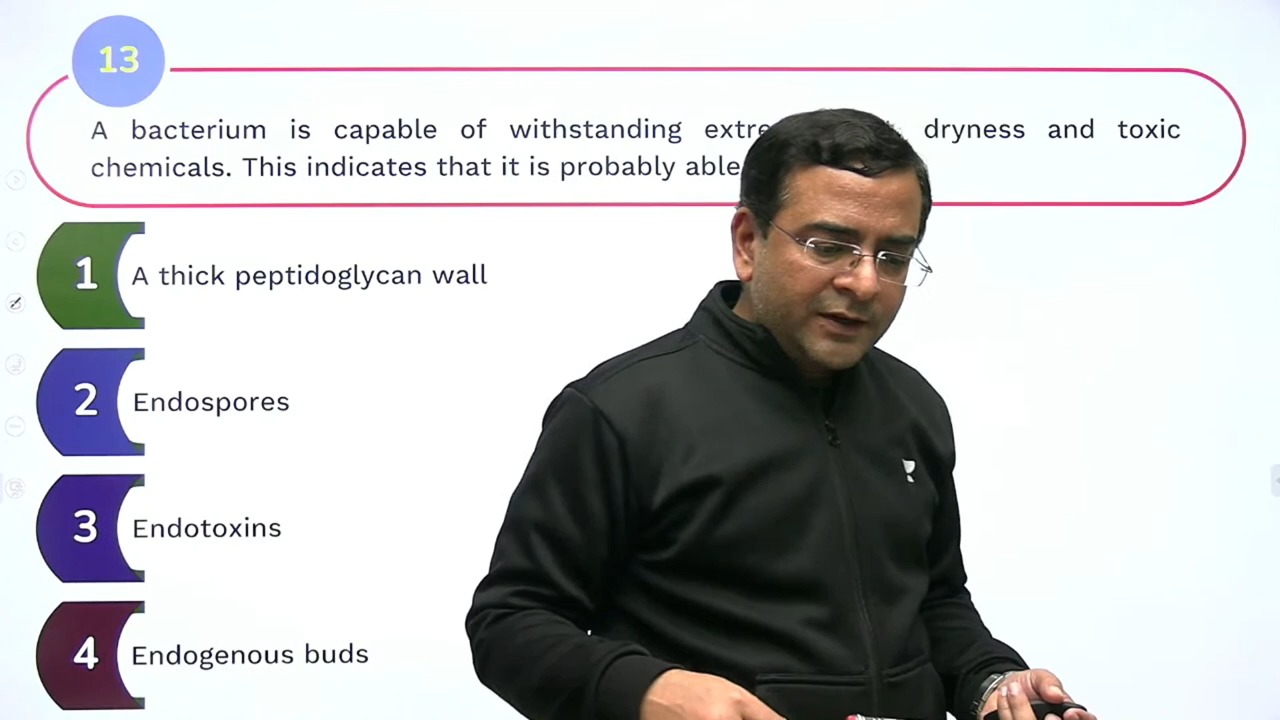 13
A bacterium is capable of withstanding dryness and toxic
chemicals. This indicates that it is probably able
1 A thick peptidoglycan wall
2 Endospores
3 Endotoxins
4 Endogenous buds